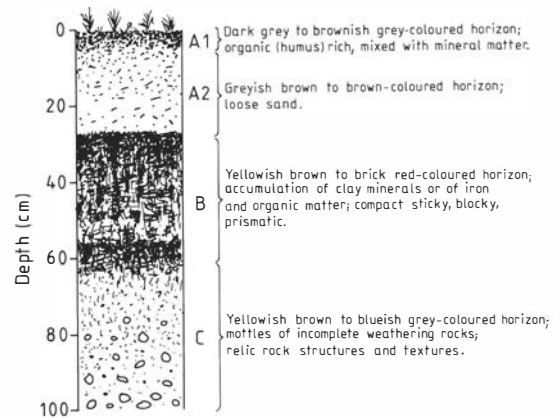 0
A1
Dark grey to brownish grey-coloured horizon;
organic (humus) rich, mixed with mineral matter.
A2
Greyish brown to brown-coloured horizon;
loose sand.
20
Yellowish brown to brick red-coloured horizon;
accumulation of clay minerals or of iron
and organic matter; compact sticky, blocky,
prismatic.
40
B
Depth (cm)
60
Yellowish brown to blueish grey-coloured horizon;
mottles of incomplete weathering rocks;
relic rock structures and textures.
80
C
100